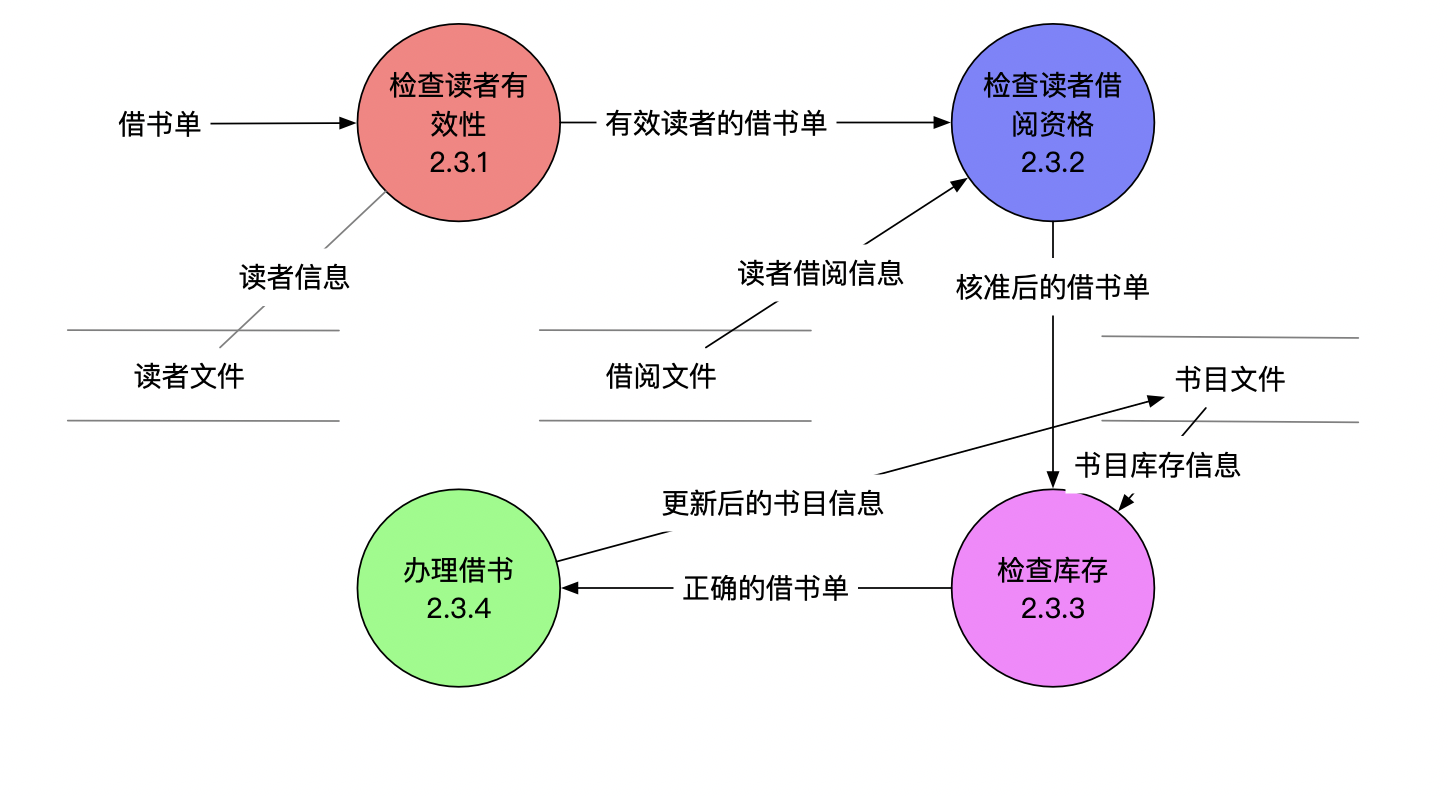 借书单
检查读者有
效性
2.3.1
有效读者的借书单
检查读者借
阅资格
2.3.2
读者信息
读者借阅信息
核准后的借书单
读者文件
借阅文件
书目文件
书目库存信息
更新后的书目信息
办理借书
2.3.4
正确的借书单
检查库存
2.3.3